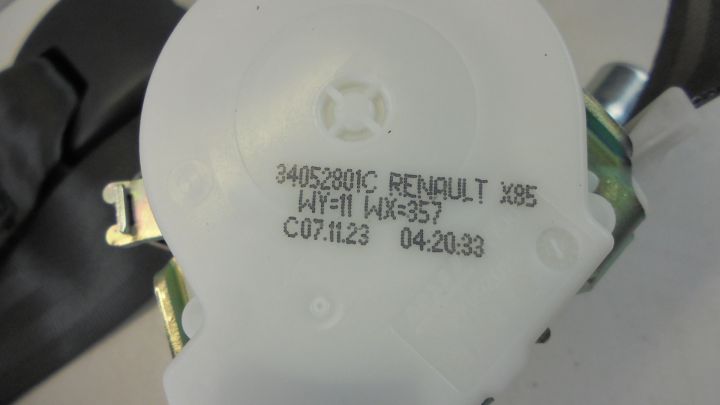 34052801C RENAULT X85
WY=11 WX=357
C07.11.23 04:20:33